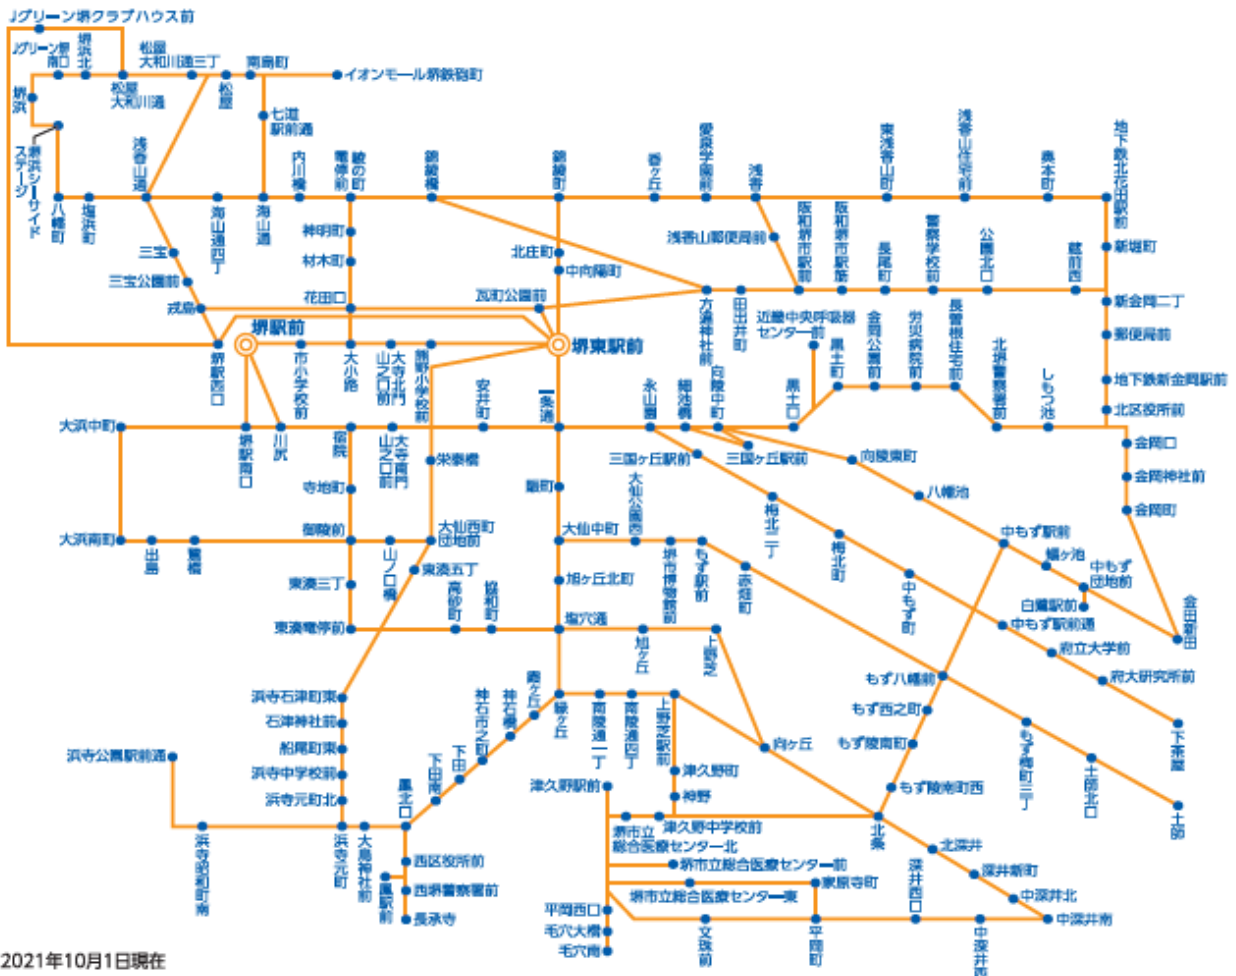 Jグリーン堺クラブハウス前
Jグリーン堺
南口
堺浜北
松屋
大和川通三丁
南島町
イオンモール堺鉄砲町
堺浜
松屋
大和川通
松屋
七道
駅前通
堺浜シーサイド
ステージ
浅香山通
内川橋
綾の町
電停前
錦綾橋
錦綾町
香ヶ丘
愛泉学園前
浅香
東浅香山町
浅香山住宅前
奥本町
地下鉄北花田駅前
八幡町
塩浜町
海山通四丁
海山通
神明町
材木町
北庄町
中向陽町
浅香山郵便局前
阪和堺市駅前
阪和堺市駅筋
長尾町
警察学校前
公園北口
蔵前西
新堀町
三宝
三宝公園前
戎島
花田口
瓦町公園前
方違神社前
田出井町
近畿中央呼吸器
センター前
新金岡二丁
郵便局前
堺駅前
堺東駅前
堺駅西口
市小学校前
大小路
大寺北門
山之口前
熊野小学校前
安井町
一条通
永山園
細池橋
向陵中町
黒土口
黒土町
金岡公園前
労災病院前
長曽根住宅前
北堺警察署前
しもつ池
地下鉄新金岡駅前
北区役所前
大浜中町
堺駅南口
川尻
宿院
大寺南門
山之口前
栄橋橋
三国ヶ丘駅前
三国ヶ丘駅前
向陵東町
八幡池
金岡口
金岡神社前
金岡町
寺地町
御陵前
大仙西町
団地前
大仙中町
大仙公園西
堺市博物館前
もず駅前
赤畑町
梅北二丁
梅北町
中もず町
中もず駅前
中もず
団地前
白鷺駅前
金田新田
大浜南町
出島
山ノ口橋
東湊三丁
東湊五丁
高砂町
協和町
旭ヶ丘北町
塩穴通
東湊電停前
旭ヶ丘
上野芝
中もず駅前通
府立大学前
府大研究所前
下茶屋
浜寺石津町東
石津神社前
船尾町東
浜寺中学校前
浜寺元町北
浜寺公園駅前通
霞ヶ丘
神石橋
神石市之町
下田
下田南
鳳北口
緑ヶ丘
南陵通一丁
南陵通四丁
上野芝駅前
向ヶ丘
もず八幡前
もず西之町
もず陵南町
もず陵南町西
もず梅町三丁
土師北口
土師
津久野駅前
津久野町
神野
浜寺昭和町南
浜寺元町
大鳥神社前
西区役所前
鳳駅前
西堺警察署前
長承寺
堺市立
総合医療センター北
津久野中学校前
北条
北深井
深井新町
中深井北
中深井南
堺市立総合医療センター前
堺市立総合医療センター東
家原寺町
深井西口
平岡西口
毛穴大橋
毛穴南
文珠前
平岡町
中深井西
2021年10月1日現在